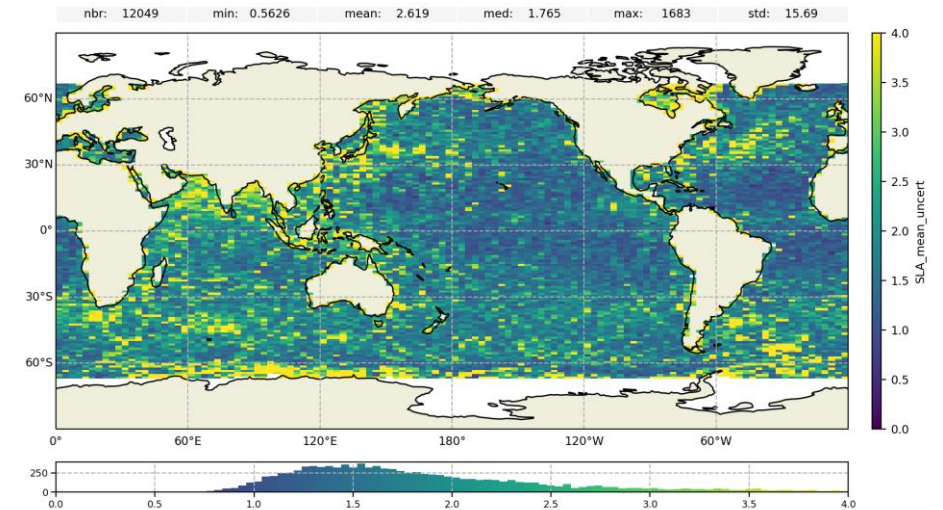 nbr: 12049 min: 0.5626 mean: 2.619 med: 1.765 max: 1683 std: 15.69
4.0
3.5
60°N
3.0
30°N
2.5
0°
2.0
SLA_mean_uncert
1.5
30°S
1.0
60°S
0.5
0.0
0° 60°E 120°E 180° 120°W 60°W
250
0
0.0 0.5 1.0 1.5 2.0 2.5 3.0 3.5 4.0